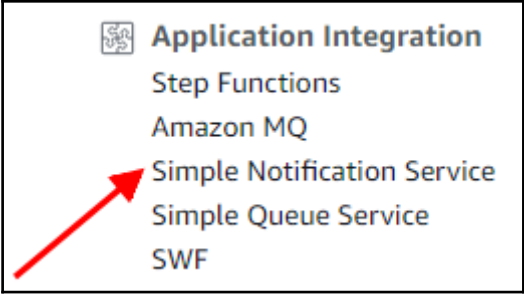 Application Integration
Step Functions
Amazon MQ
Simple Notification Service
Simple Queue Service
SWF